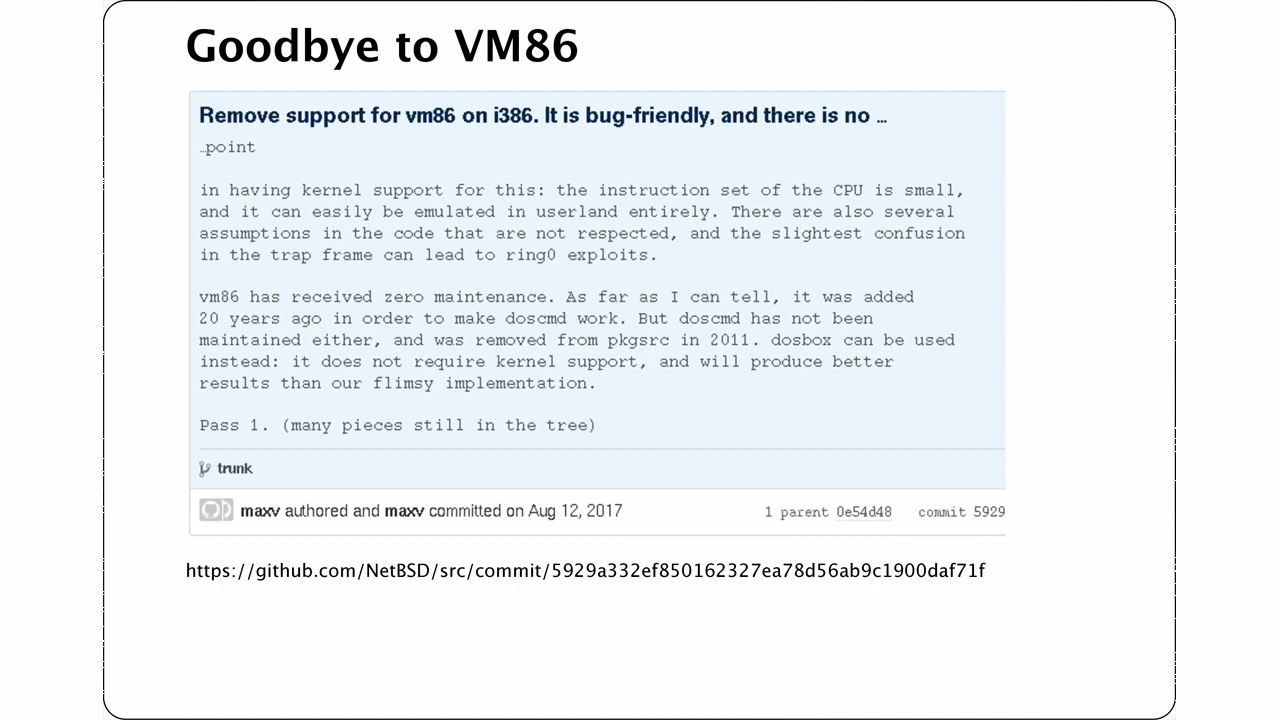 Goodbye to VM86
Remove support for vm86 on i386. It is bug-friendly, and there is no …
…point
in having kernel support for this: the instruction set of the CPU is small,
and it can easily be emulated in userland entirely. There are also several
assumptions in the code that are not respected, and the slightest confusion
in the trap frame can lead to ring0 exploits.
vm86 has received zero maintenance. As far as I can tell, it was added
20 years ago in order to make doscmd work. But doscmd has not been
maintained either, and was removed from pkgsrc in 2011. dosbox can be used
instead: it does not require kernel support, and will produce better
results than our flimsy implementation.
Pass 1. (many pieces still in the tree)
trunk
maxv authored and maxv committed on Aug 12, 2017 1 parent 0e54d48 commit 5929
https://github.com/NetBSD/src/commit/5929a332ef850162327ea78d56ab9c1900daf71f